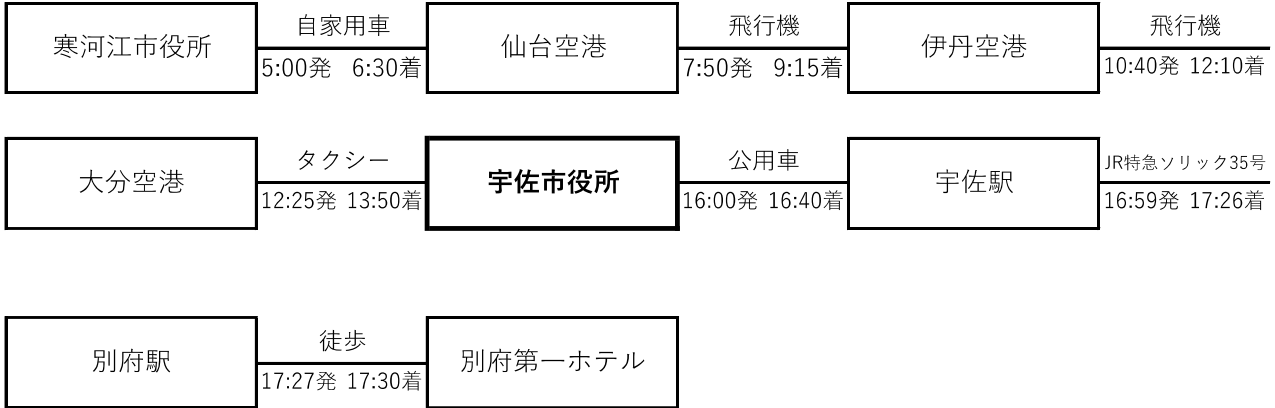 寒河江市役所
自家用車
5:00発 6:30着
仙台空港
飛行機
7:50発 9:15着
伊丹空港
飛行機
10:40発 12:10着
大分空港
タクシー
12:25発 13:50着
宇佐市役所
公用車
16:00発 16:40着
宇佐駅
JR特急ソリック35号
16:59発 17:26着
別府駅
徒歩
17:27発 17:30着
別府第一ホテル